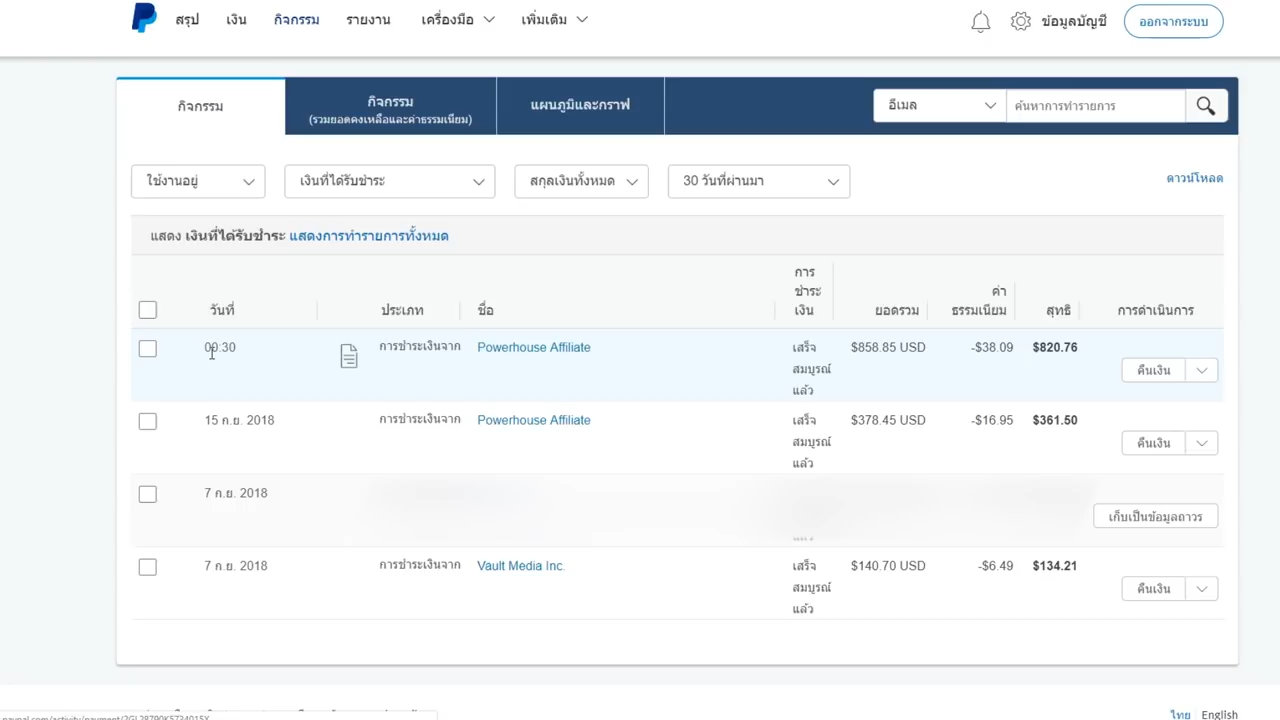 สรุป เงิน กิจกรรม รายงาน เครื่องมือ เพิ่มเติม ข้อมูลบัญชี ออกจากระบบ
กิจกรรม
กิจกรรม
(รวมยอดคงเหลือและค่าธรรมเนียม)
แผนภูมิและกราฟ
อีเมล ค้นหาการทำรายการ
ใช้งานอยู่ เงินที่ได้รับชำระ สกุลเงินทั้งหมด 30 วันที่ผ่านมา ดาวน์โหลด
แสดง เงินที่ได้รับชำระ แสดงการทำรายการทั้งหมด
วันที่ ประเภท ชื่อ
การ
ชำระ
เงิน
ยอดรวม
ค่า
ธรรมเนียม
สุทธิ การดำเนินการ
00:30 การชำระเงินจาก Powerhouse Affiliate
เสร็จ
สมบูรณ์
แล้ว
$858.85 USD -$38.09 $820.76
คืนเงิน
15 ก.ย. 2018 การชำระเงินจาก Powerhouse Affiliate
เสร็จ
สมบูรณ์
แล้ว
$378.45 USD -$16.95 $361.50
คืนเงิน
7 ก.ย. 2018
เก็บเป็นข้อมูลถาวร
7 ก.ย. 2018 การชำระเงินจาก Vault Media Inc.
เสร็จ
สมบูรณ์
แล้ว
$140.70 USD -$6.49 $134.21
คืนเงิน
ไทย English